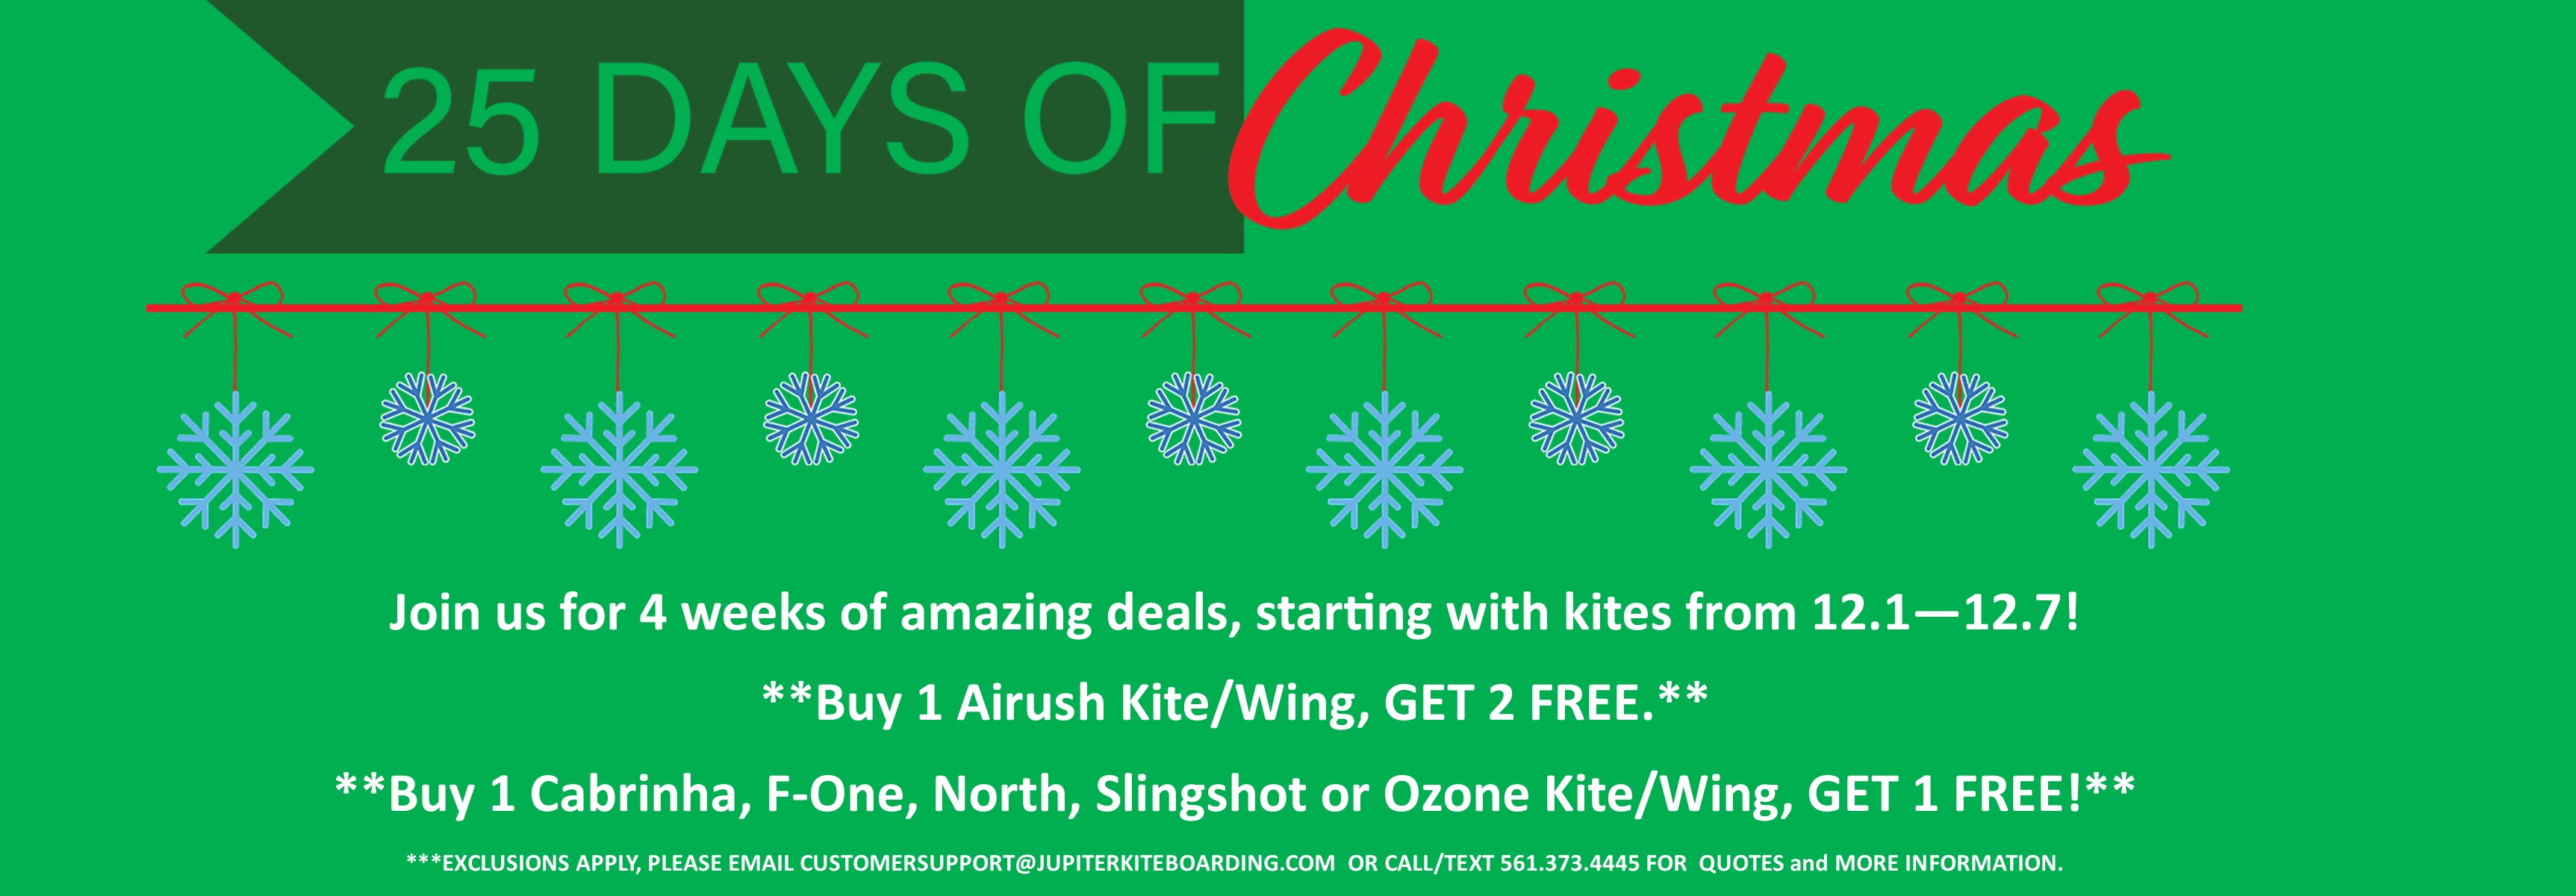 25 DAYS OF Christmas
Join us for 4 weeks of amazing deals, starting with kites from 12.1—12.7!
**Buy 1 Airush Kite/Wing, GET 2 FREE.**
**Buy 1 Cabrinha, F-One, North, Slingshot or Ozone Kite/Wing, GET 1 FREE!**
***EXCLUSIONS APPLY, PLEASE EMAIL CUSTOMERSUPPORT@JUPITERKITEBOARDING.COM  OR CALL/TEXT 561.373.4445 FOR  QUOTES and MORE INFORMATION.